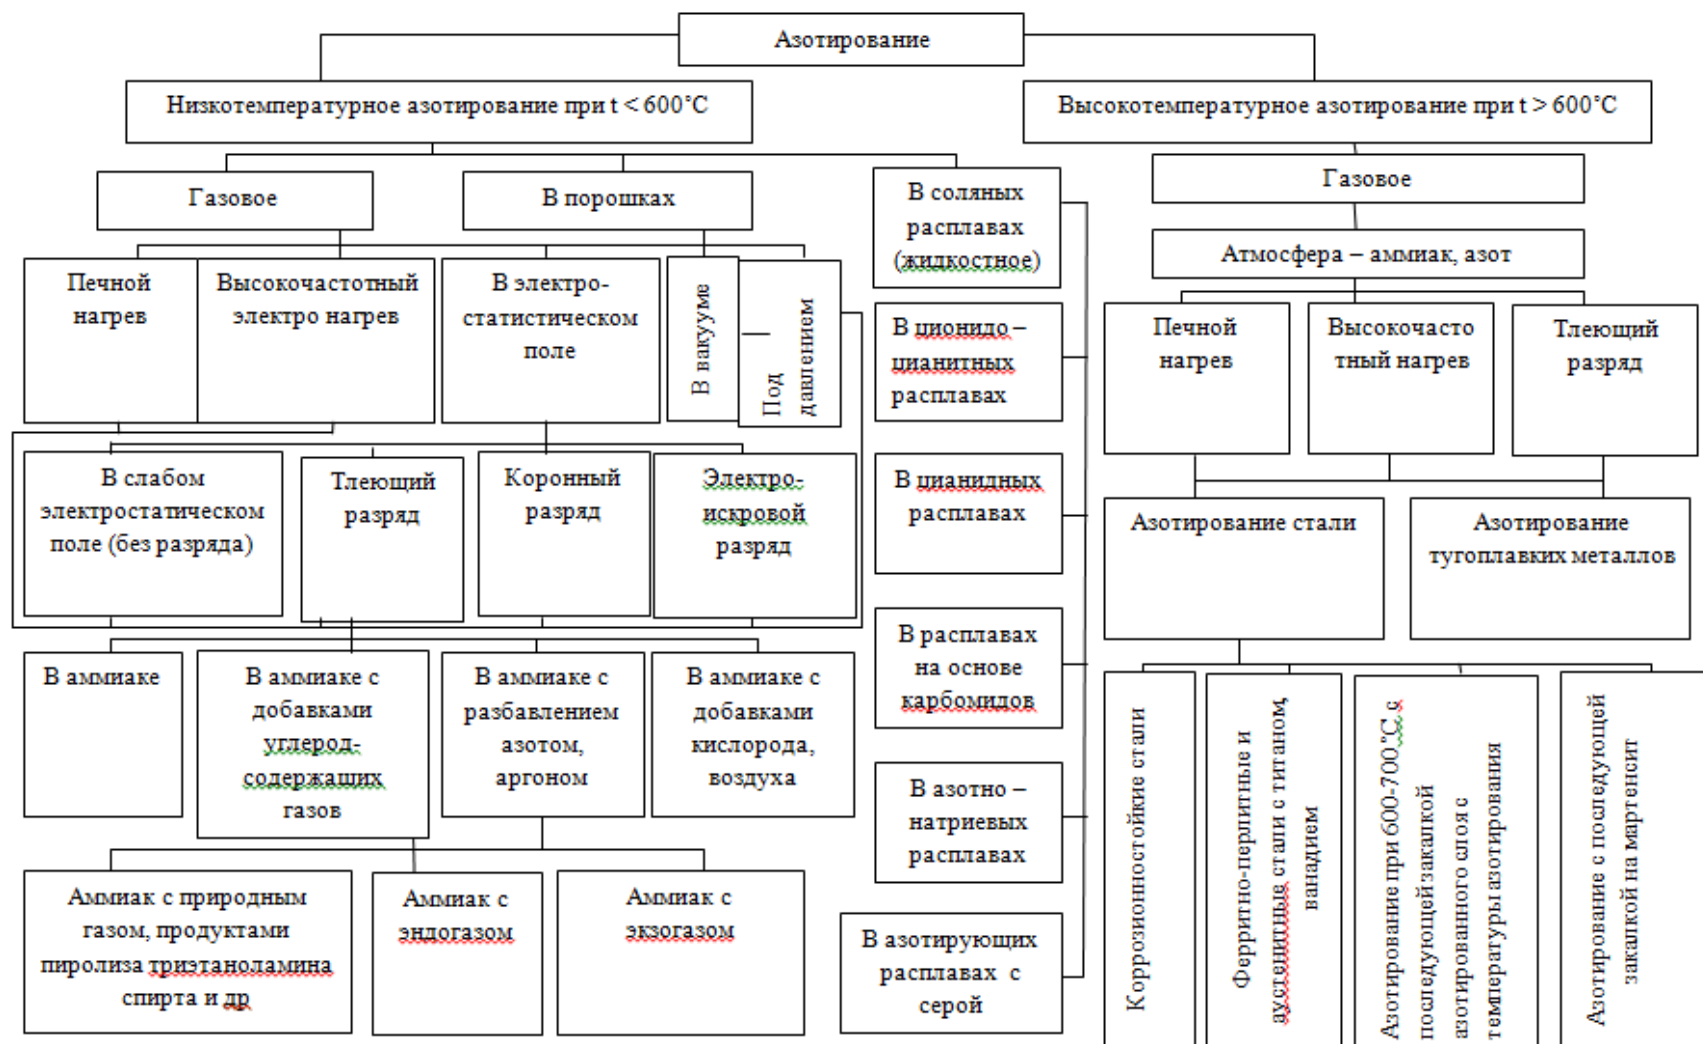 Азотирование
Низкотемпературное азотирование при t < 600˚С
Высокотемпературное азотирование при t > 600˚С
Газовое
В порошках
В соляных
расплавах
(жидкостное)
Газовое
Атмосфера – аммиак, азот
Печной
нагрев
Высокочастотный
электро нагрев
В электро-
статистическом
поле
В вакууме
Под
давлением
В ционидо –
цианитных
расплавах
Печной
нагрев
Высокочасто
тный нагрев
Тлеющий
разряд
В слабом
электростатическом
поле (без разряда)
Тлеющий
разряд
Коронный
разряд
Электро-
искровой
разряд
В цианидных
расплавах
Азотирование стали
Азотирование
тугоплавких металлов
В аммиаке
В аммиаке с
добавками
углерод-
содержащих
газов
В аммиаке с
разбавлением
азотом,
аргоном
В аммиаке с
добавками
кислорода,
воздуха
В расплавах
на основе
карбомидов
В азотно –
натриевых
расплавах
Коррозионностойкие стали
Ферритно-перлитные и
аустенитные стали с титаном,
ванадием
Азотирование при 600-700˚С с
последующейзакалкой
азотированного слоя с
температуры азотирования
Азотирование с последующей
закалкой на мартенсит
Аммиак с природным
газом, продуктами
пиролиза триэтаноламина
спирта и др
Аммиак с
эндогазом
Аммиак с
экзогазом
В азотирующих
расплавах с
серой